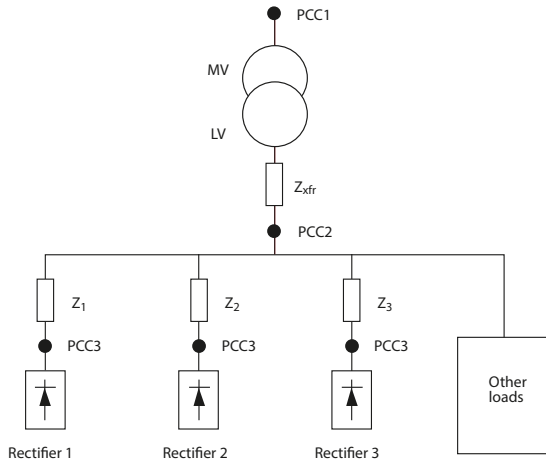 PCC1
MV
LV
Zxfr
PCC2
Z1
Z2
Z3
PCC3
PCC3
PCC3
Other
loads
Rectifier 1
Rectifier 2
Rectifier 3